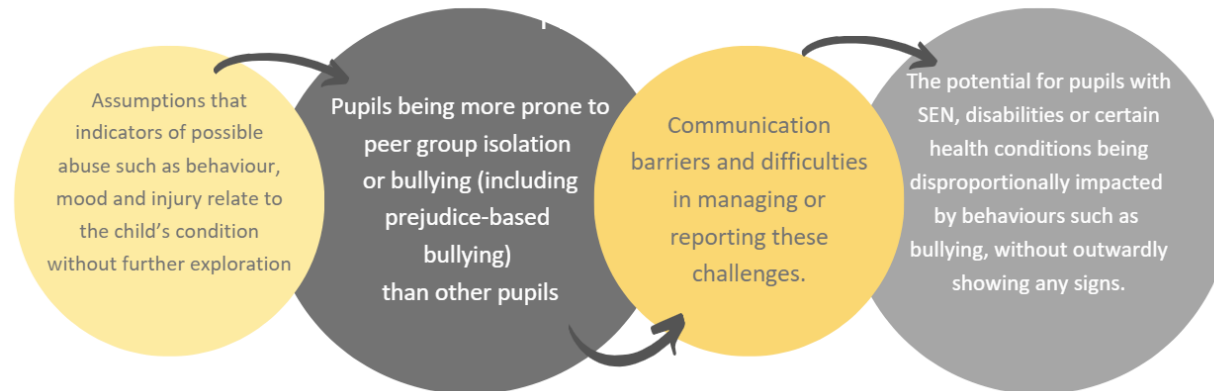 Assumptions that
indicators of possible
abuse such as behaviour,
mood and injury relate to
the child's condition
without further exploration
Pupils being more prone to
peer group isolation
or bullying (including
prejudice-based
bullying)
than other pupils
Communication
barriers and difficulties
in managing or
reporting these
challenges.
The potential for pupils with
SEN, disabilities or certain
health conditions being
disproportionally impacted
by behaviours such as
bullying, without outwardly
showing any signs.